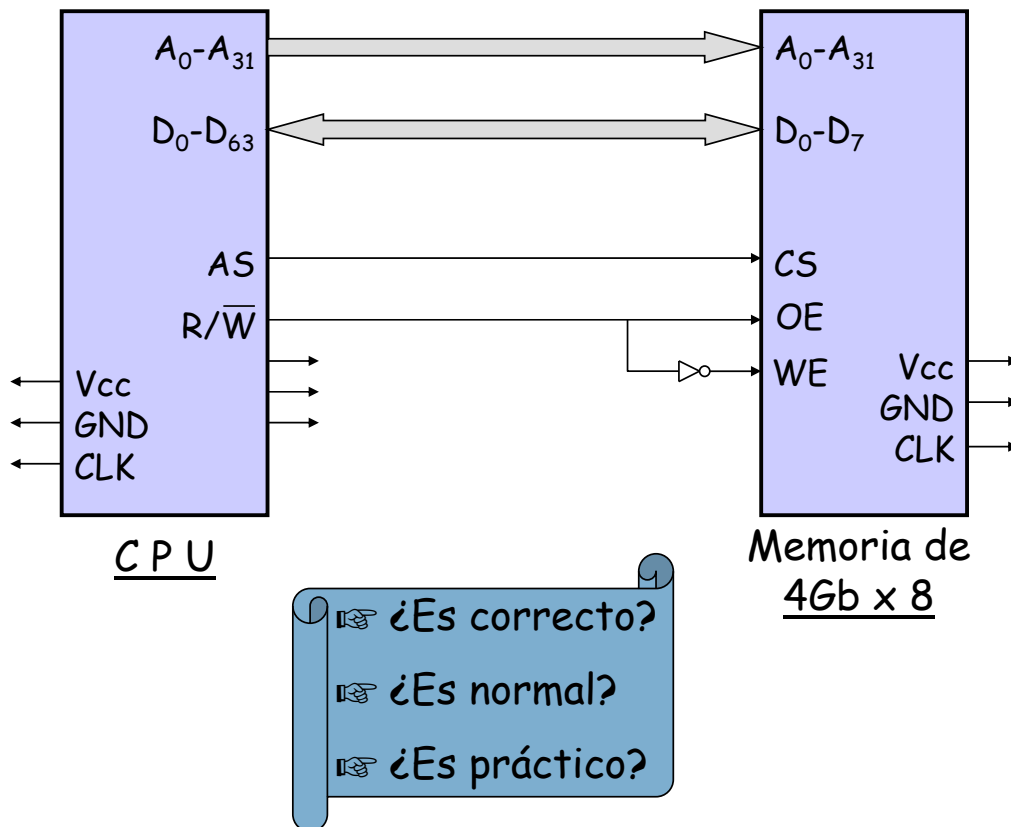 A₀-A₃₁
A₀-A₃₁
D₀-D₆₃
D₀-D₇
AS
CS
R/W̅
OE
WE
Vcc
GND
CLK
Vcc
GND
CLK
C P U
Memoria de
4Gb x 8
☞ ¿Es correcto?
☞ ¿Es normal?
☞ ¿Es práctico?